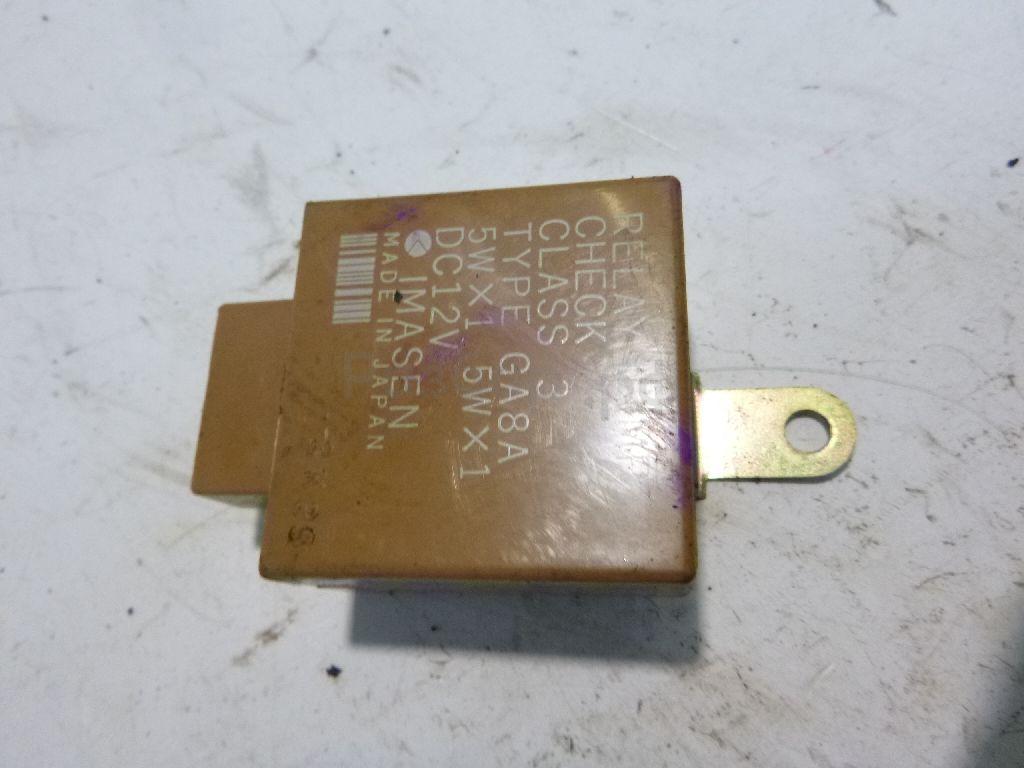 RELAY
CHECK
CLASS 3
TYPE GA8A
5W×1 5W×1
DC12V
IMASEN
MADE IN JAPAN